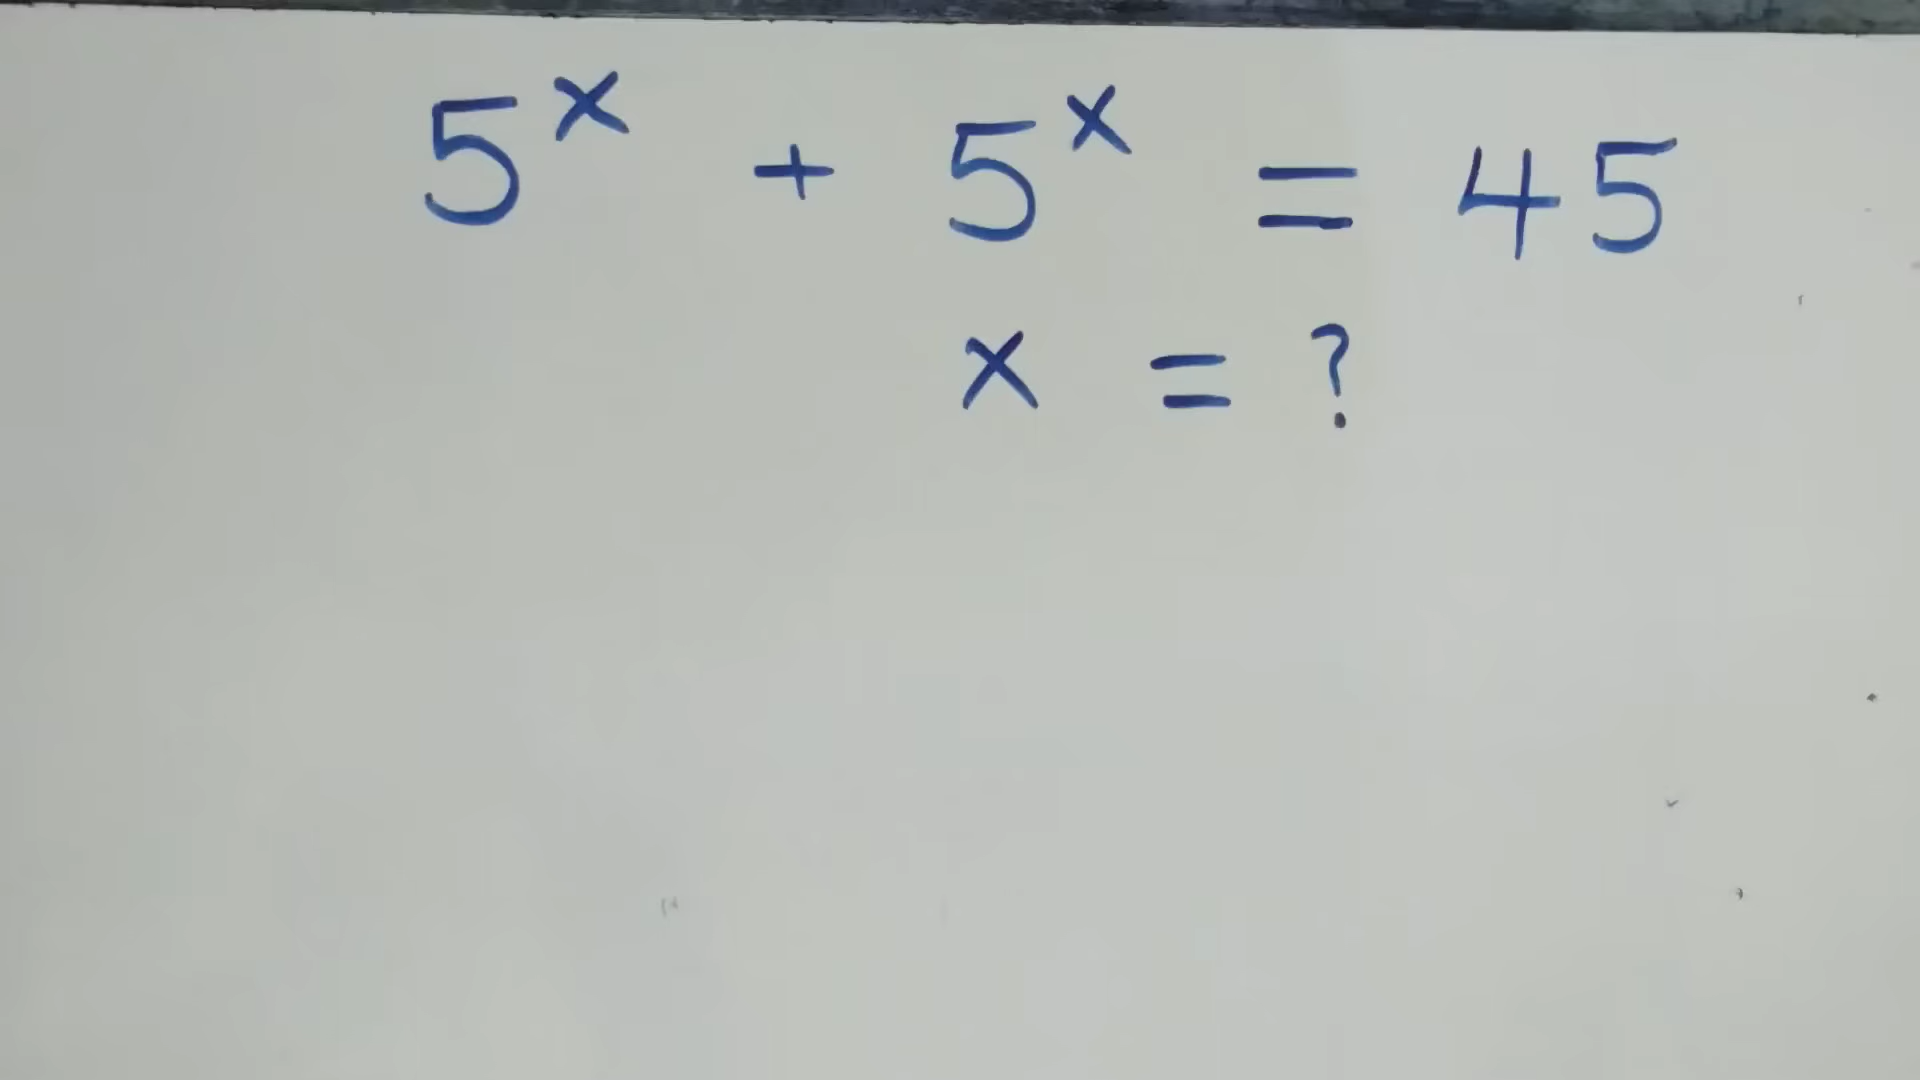 5^x + 5^x = 45
x = ?